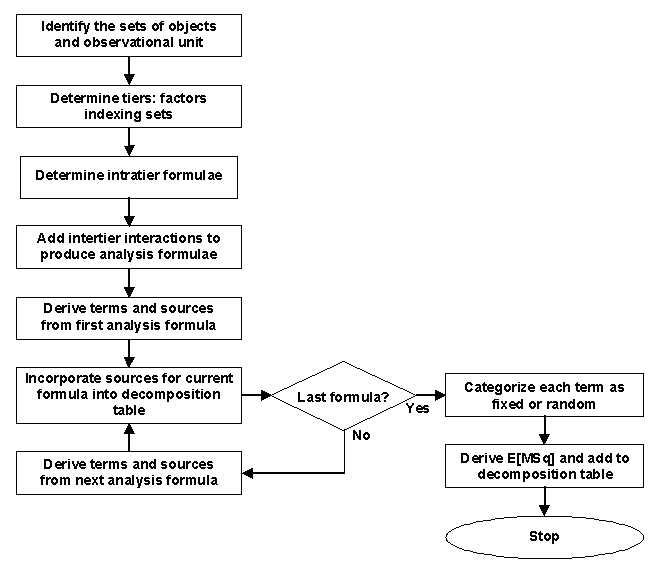 Identify the sets of objects
and observational unit
Determine tiers: factors
indexing sets
Determine intratier formulae
Add intertier interactions to
produce analysis formulae
Derive terms and sources
from first analysis formula
Incorporate sources for current
formula into decomposition
table
Last formula?
Yes
No
Derive terms and sources
from next analysis formula
Categorize each term as
fixed or random
Derive E[MSq] and add to
decomposition table
Stop